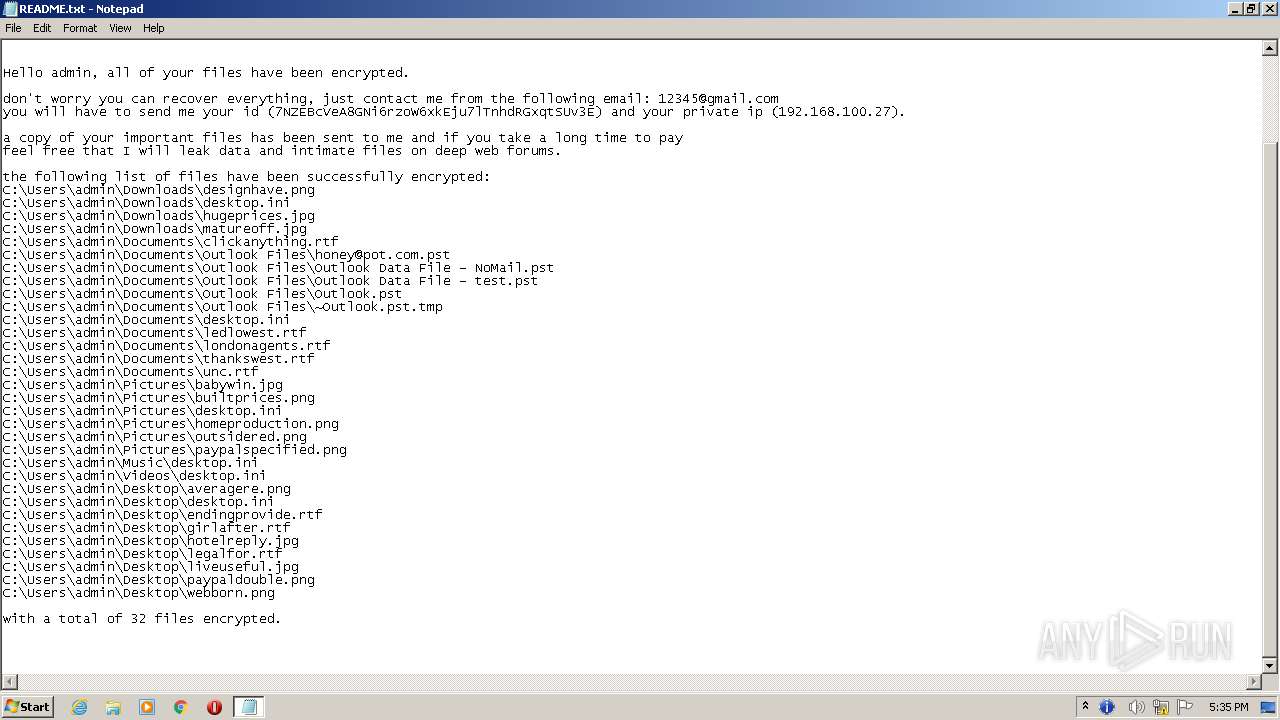 README.txt - Notepad
File Edit Format View Help
Hello admin, all of your files have been encrypted.
don't worry you can recover everything, just contact me from the following email: 12345@gmail.com
you will have to send me your id (7NZEBcVeA8GNi6rzoW6xkEju7lTnhdRGxqtSUv3E) and your private ip (192.168.100.27).
a copy of your important files has been sent to me and if you take a long time to pay
feel free that I will leak data and intimate files on deep web forums.
the following list of files have been successfully encrypted:
C:\Users\admin\Downloads\designhave.png
C:\Users\admin\Downloads\desktop.ini
C:\Users\admin\Downloads\hugeprices.jpg
C:\Users\admin\Downloads\matureoff.jpg
C:\Users\admin\Documents\clickanything.rtf
C:\Users\admin\Documents\Outlook Files\honey@pot.com.pst
C:\Users\admin\Documents\Outlook Files\Outlook Data File - NoMail.pst
C:\Users\admin\Documents\Outlook Files\Outlook Data File - test.pst
C:\Users\admin\Documents\Outlook Files\Outlook.pst
C:\Users\admin\Documents\Outlook Files\~Outlook.pst.tmp
C:\Users\admin\Documents\desktop.ini
C:\Users\admin\Documents\ledlowest.rtf
C:\Users\admin\Documents\londonagents.rtf
C:\Users\admin\Documents\thankswest.rtf
C:\Users\admin\Documents\unc.rtf
C:\Users\admin\Pictures\babywin.jpg
C:\Users\admin\Pictures\builtprices.png
C:\Users\admin\Pictures\desktop.ini
C:\Users\admin\Pictures\homeproduction.png
C:\Users\admin\Pictures\outsidered.png
C:\Users\admin\Pictures\paypalspecified.png
C:\Users\admin\Music\desktop.ini
C:\Users\admin\Videos\desktop.ini
C:\Users\admin\Desktop\averagere.png
C:\Users\admin\Desktop\desktop.ini
C:\Users\admin\Desktop\endingprovide.rtf
C:\Users\admin\Desktop\girlafter.rtf
C:\Users\admin\Desktop\hotelreply.jpg
C:\Users\admin\Desktop\legalfor.rtf
C:\Users\admin\Desktop\liveuseful.jpg
C:\Users\admin\Desktop\paypaldouble.png
C:\Users\admin\Desktop\webborn.png
with a total of 32 files encrypted.
ANY RUN
Start
5:35 PM